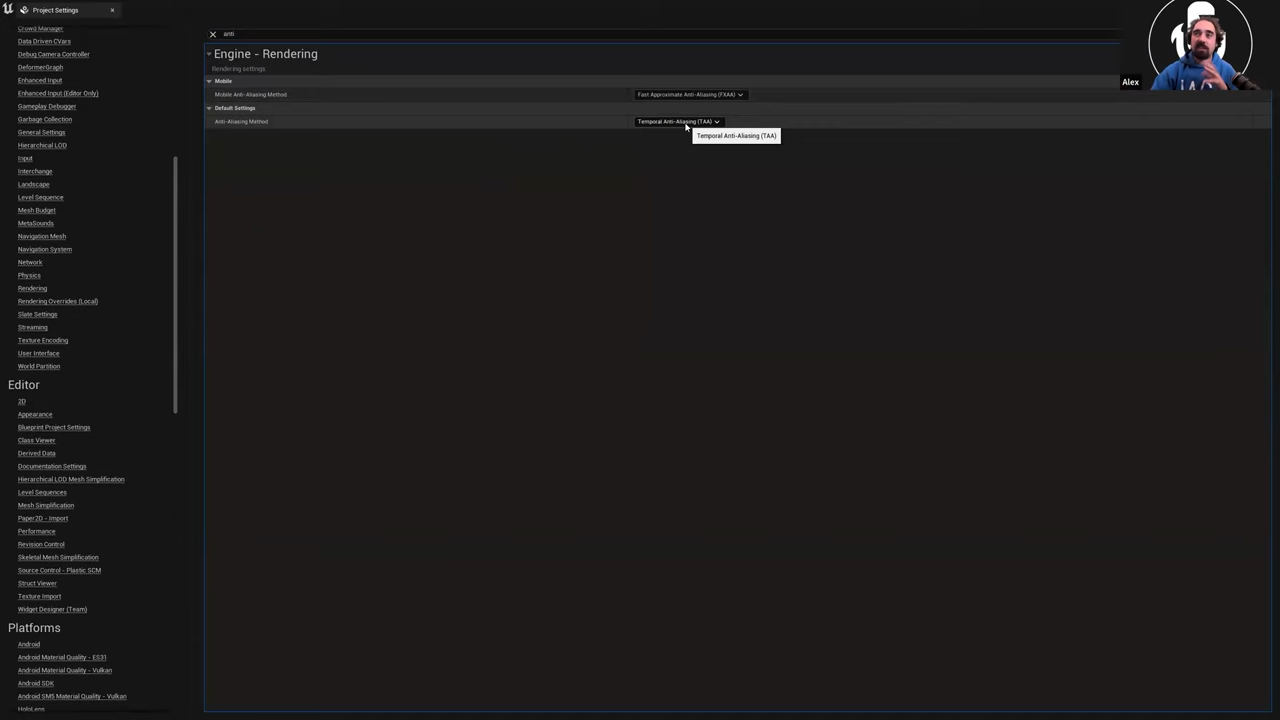 Project Settings
Crowd Manager
Data Driven CVars
Debug Camera Controller
DeformerGraph
Enhanced Input
Enhanced Input (Editor Only)
Gameplay Debugger
Garbage Collection
General Settings
Hierarchical LOD
Input
Interchange
Landscape
Level Sequence
Mesh Budget
MetaSounds
Navigation Mesh
Navigation System
Network
Physics
Rendering
Rendering Overrides (Local)
Slate Settings
Streaming
Texture Encoding
User Interface
World Partition
Editor
2D
Appearance
Blueprint Project Settings
Class Viewer
Derived Data
Documentation Settings
Hierarchical LOD Mesh Simplification
Level Sequences
Mesh Simplification
Paper2D - Import
Performance
Revision Control
Skeletal Mesh Simplification
Source Control - Plastic SCM
Struct Viewer
Texture Import
Widget Designer (Team)
Platforms
Android
Android Material Quality - ES31
Android Material Quality - Vulkan
Android SDK
Android SM5 Material Quality - Vulkan
HoloLens
anti
Engine - Rendering
Rendering settings.
Mobile
Mobile Anti-Aliasing Method
Fast Approximate Anti-Aliasing (FXAA)
Default Settings
Anti-Aliasing Method
Temporal Anti-Aliasing (TAA)
Temporal Anti-Aliasing (TAA)
Alex